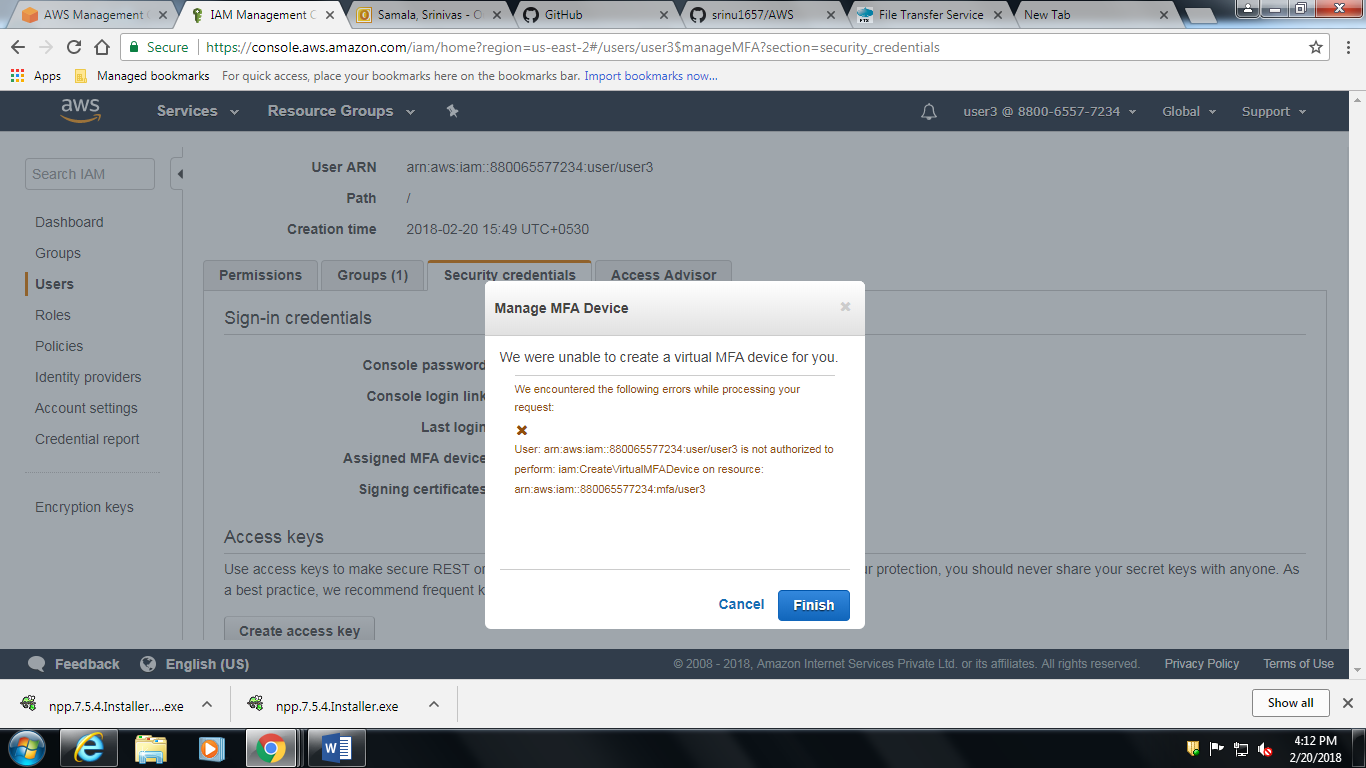 AWS Management C
IAM Management C
Samala, Srinivas - O
GitHub
srinu1657/AWS
File Transfer Service
New Tab
Secure
https://console.aws.amazon.com/iam/home?region=us-east-2#/users/user3$manageMFA?section=security_credentials
Apps
Managed bookmarks
For quick access, place your bookmarks here on the bookmarks bar. Import bookmarks now...
aws
Services
Resource Groups
user3 @ 8800-6557-7234
Global
Support
Search IAM
Dashboard
Groups
Users
Roles
Policies
Identity providers
Account settings
Credential report
Encryption keys
User ARN
arn:aws:iam::880065577234:user/user3
Path
/
Creation time
2018-02-20 15:49 UTC+0530
Permissions
Groups (1)
Security credentials
Access Advisor
Sign-in credentials
Console password
Console login link
Last login
Assigned MFA device
Signing certificates
Access keys
Use access keys to make secure REST or
r protection, you should never share your secret keys with anyone. As
a best practice, we recommend frequent k
Create access key
Manage MFA Device
We were unable to create a virtual MFA device for you.
We encountered the following errors while processing your
request:
User: arn:aws:iam::880065577234:user/user3 is not authorized to
perform: iam:CreateVirtualMFADevice on resource:
arn:aws:iam::880065577234:mfa/user3
Cancel
Finish
Feedback
English (US)
© 2008 - 2018, Amazon Internet Services Private Ltd. or its affiliates. All rights reserved.
Privacy Policy
Terms of Use
npp.7.5.4.Installer.....exe
npp.7.5.4.Installer.exe
Show all
4:12 PM
2/20/2018